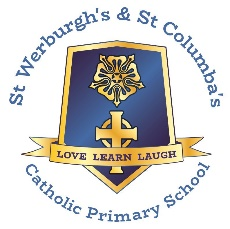 St Werburgh's & St Columba's
LOVE LEARN LAUGH
Catholic Primary School